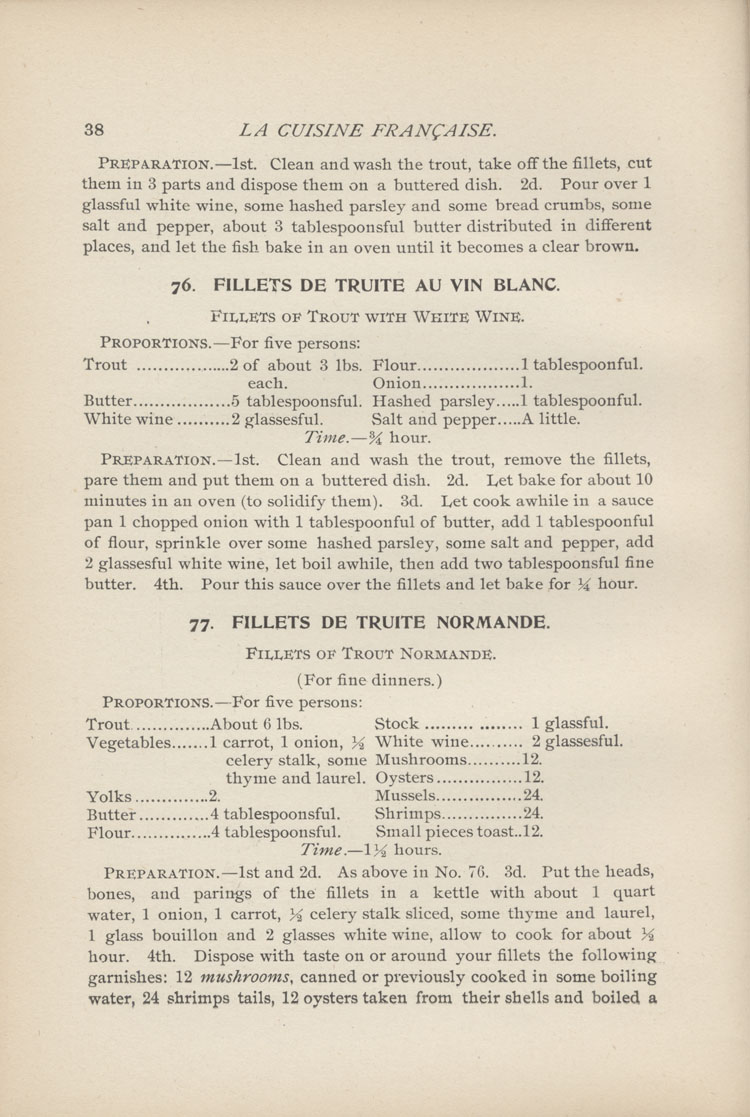 38 LA CUISINE FRANÇAISE.
PREPARATION.—1st. Clean and wash the trout, take off the fillets, cut
them in 3 parts and dispose them on a buttered dish. 2d. Pour over 1
glassful white wine, some hashed parsley and some bread crumbs, some
salt and pepper, about 3 tablespoonsful butter distributed in different
places, and let the fish bake in an oven until it becomes a clear brown.
76. FILLETS DE TRUITE AU VIN BLANC.
FILLETS OF TROUT WITH WHITE WINE.
PROPORTIONS.—For five persons:
Trout ..................2 of about 3 lbs. Flour...................1 tablespoonful.
each. Onion..................1.
Butter..................5 tablespoonsful. Hashed parsley.....1 tablespoonful.
White wine ..........2 glassesful. Salt and pepper.....A little.
Time.—¾ hour.
PREPARATION.—1st. Clean and wash the trout, remove the fillets,
pare them and put them on a buttered dish. 2d. Let bake for about 10
minutes in an oven (to solidify them). 3d. Let cook awhile in a sauce
pan 1 chopped onion with 1 tablespoonful of butter, add 1 tablespoonful
of flour, sprinkle over some hashed parsley, some salt and pepper, add
2 glassesful white wine, let boil awhile, then add two tablespoonsful fine
butter. 4th. Pour this sauce over the fillets and let bake for ¼ hour.
77. FILLETS DE TRUITE NORMANDE.
FILLETS OF TROUT NORMANDE.
(For fine dinners.)
PROPORTIONS.—For five persons:
Trout..............About 6 lbs. Stock ......... ........ 1 glassful.
Vegetables.......1 carrot, 1 onion, ½ White wine.......... 2 glassesful.
celery stalk, some Mushrooms..........12.
thyme and laurel. Oysters................12.
Yolks..............2. Mussels................24.
Butter.............4 tablespoonsful. Shrimps...............24.
Flour...............4 tablespoonsful. Small pieces toast..12.
Time.—1½ hours.
PREPARATION.—1st and 2d. As above in No. 76. 3d. Put the heads,
bones, and parings of the fillets in a kettle with about 1 quart
water, 1 onion, 1 carrot, ½ celery stalk sliced, some thyme and laurel,
1 glass bouillon and 2 glasses white wine, allow to cook for about ½
hour. 4th. Dispose with taste on or around your fillets the following
garnishes: 12 mushrooms, canned or previously cooked in some boiling
water, 24 shrimps tails, 12 oysters taken from their shells and boiled a